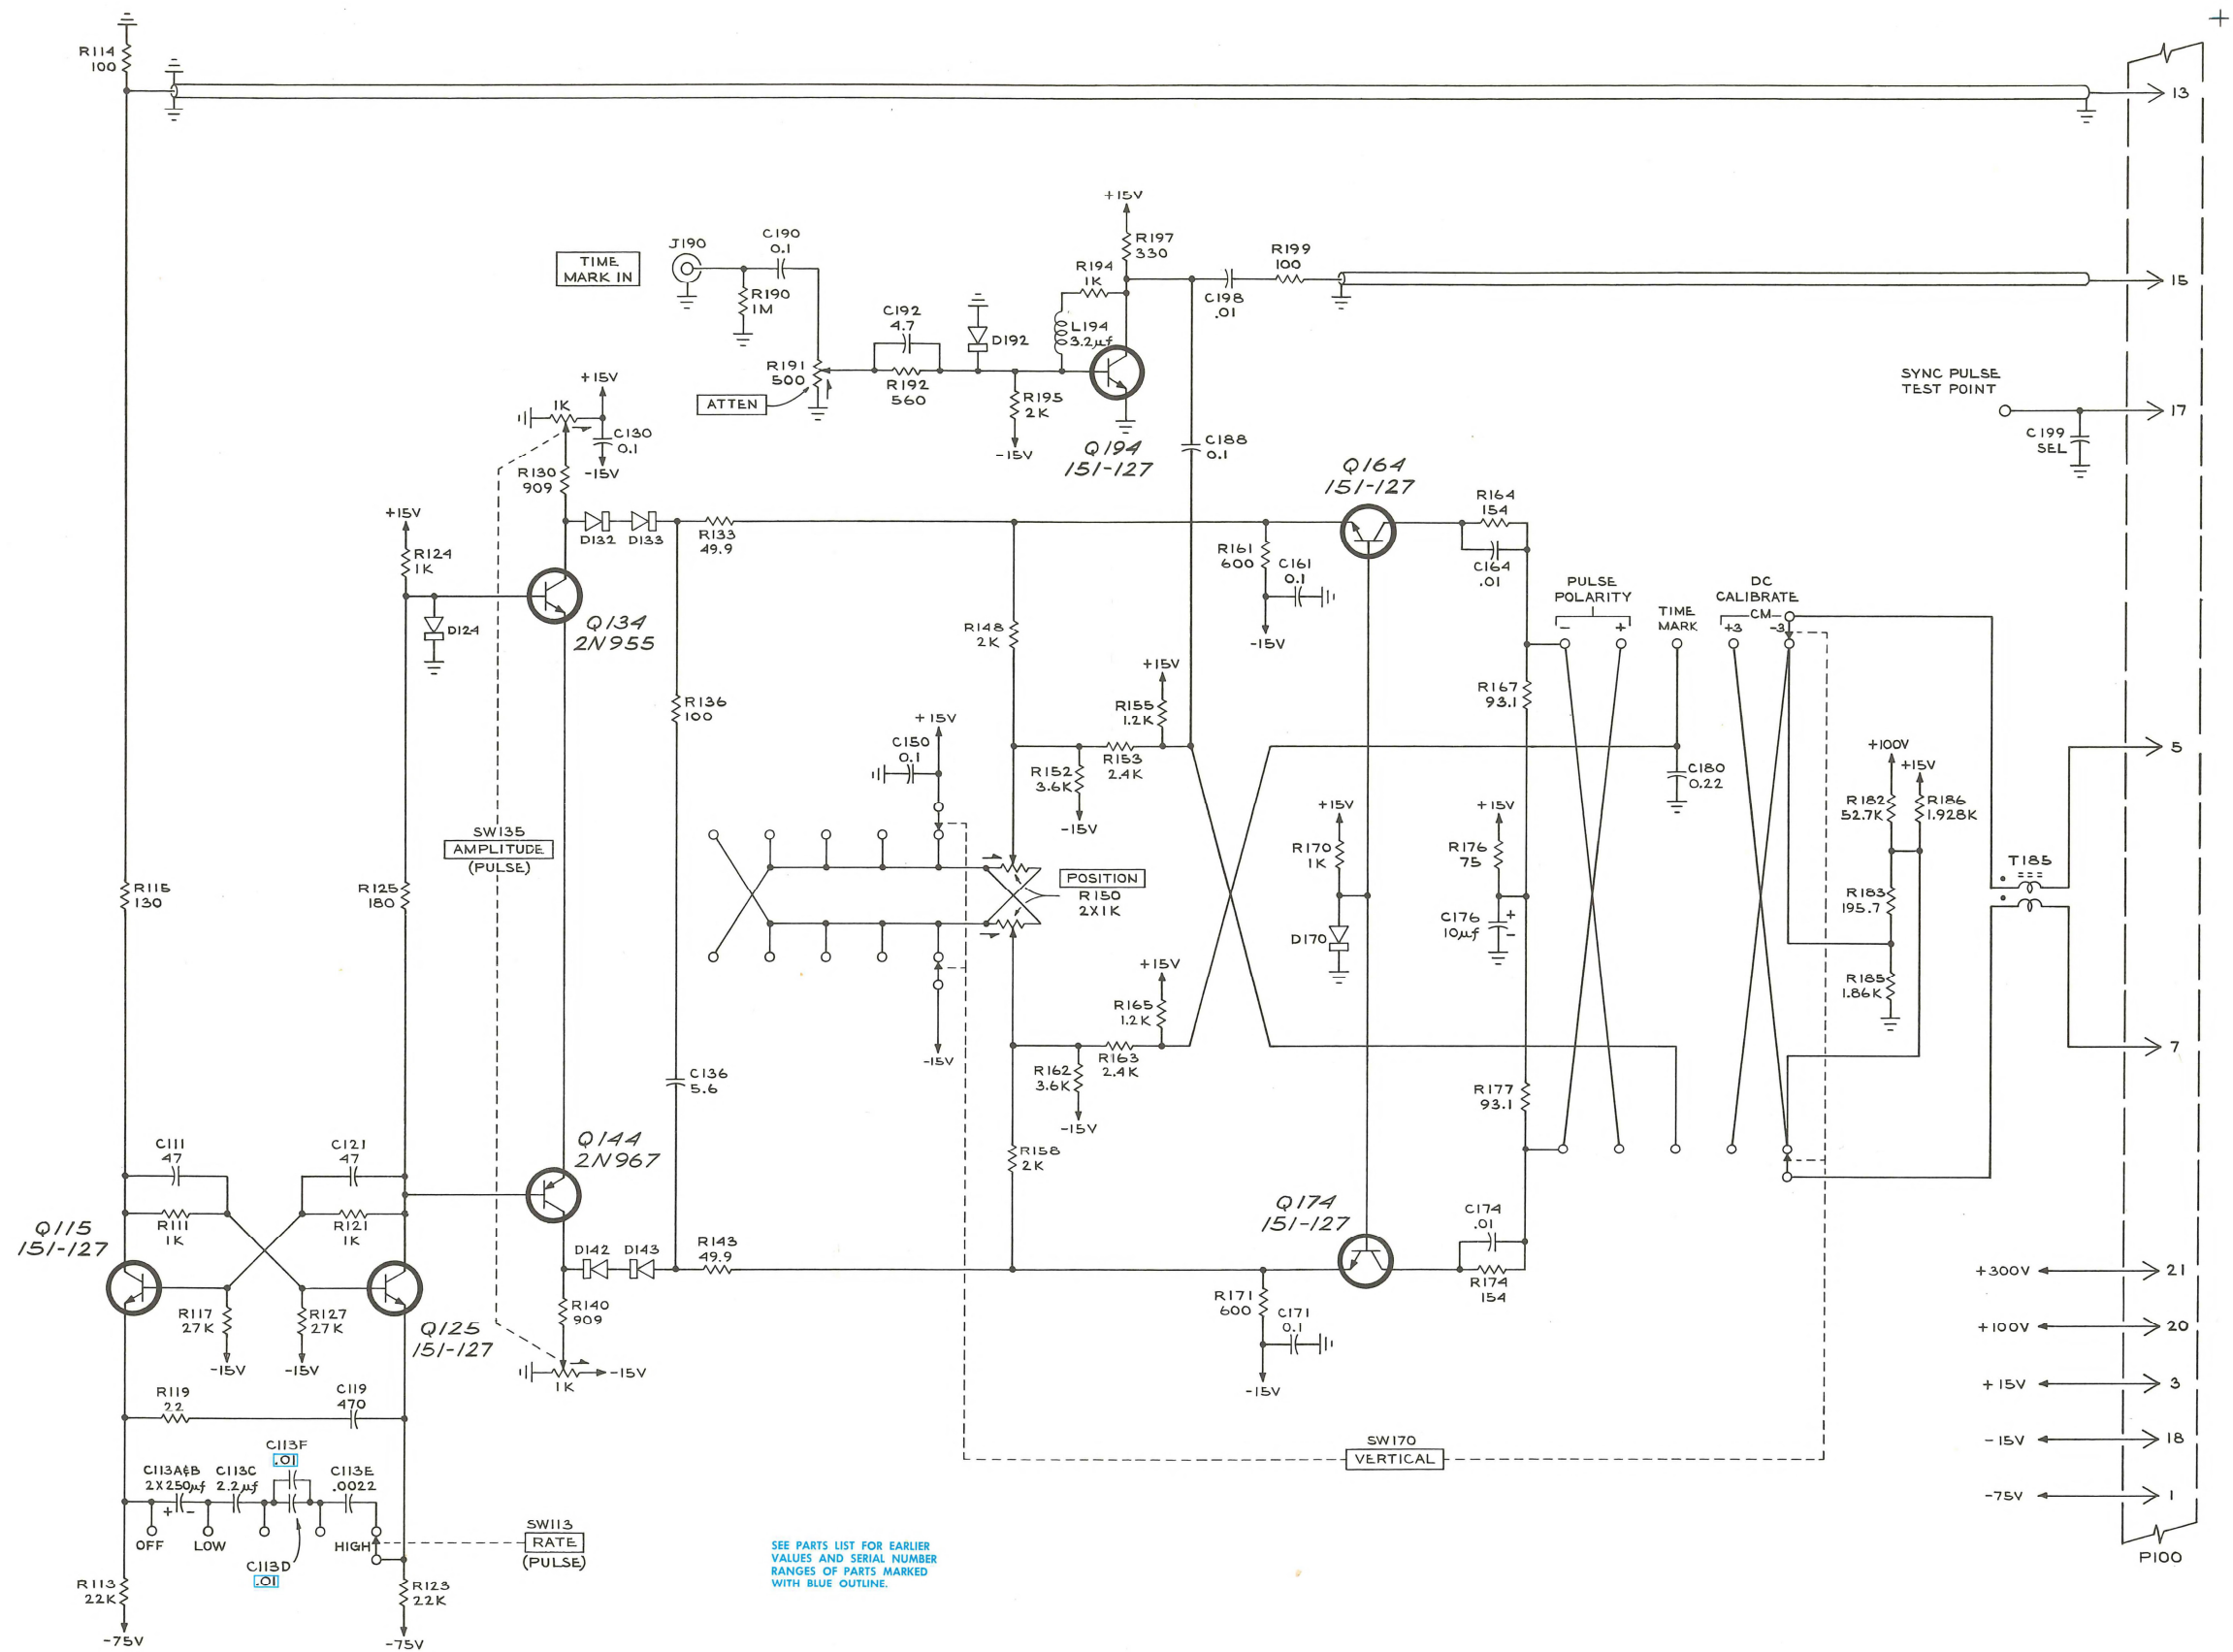 R114
100
13
+15V
R197
330
J190
C190
0.1
TIME
MARK IN
R190
1M
R194
1K
R199
100
C198
.01
15
C192
4.7
D192
L194
3.2µf
R191
500
R192
560
ATTEN
R195
2K
-15V
Q194
151-127
SYNC PULSE
TEST POINT
17
C199
SEL
+15V
1K
C130
0.1
-15V
R130
909
C188
0.1
Q164
151-127
R164
154
C164
.01
+15V
R124
1K
D132
D133
R133
49.9
R161
600
C161
0.1
-15V
D124
Q134
2N955
R148
2K
PULSE
POLARITY
-
+
TIME
MARK
DC
CALIBRATE
CM
+3
-3
R136
100
+15V
R155
1.2K
R167
93.1
+15V
C150
0.1
R152
3.6K
R153
2.4K
-15V
5
C180
0.22
+100V
+15V
R182
52.7K
R186
1.928K
SW135
AMPLITUDE
(PULSE)
+15V
R170
1K
+15V
R176
75
T185
R115
130
R125
180
POSITION
R150
2X1K
R183
195.7
D170
C176
10µf
+
-
+15V
R165
1.2K
R185
1.86K
-15V
R162
3.6K
R163
2.4K
-15V
7
C136
5.6
R177
93.1
C111
47
C121
47
Q144
2N967
R158
2K
Q115
151-127
R111
1K
R121
1K
Q174
151-127
C174
.01
D142
D143
R143
49.9
R174
154
+300V
21
R117
27K
R127
27K
-15V
-15V
Q125
151-127
R140
909
R171
600
C171
0.1
-15V
+100V
20
1K
-15V
+15V
3
R119
22
C119
470
SW170
VERTICAL
-15V
18
C113F
.01
C113A&B
2X250µf
C113C
2.2µf
C113E
.0022
+
-
-75V
1
OFF
LOW
HIGH
SW113
RATE
(PULSE)
C113D
.01
SEE PARTS LIST FOR EARLIER
VALUES AND SERIAL NUMBER
RANGES OF PARTS MARKED
WITH BLUE OUTLINE.
P100
R113
22K
R123
22K
-75V
-75V